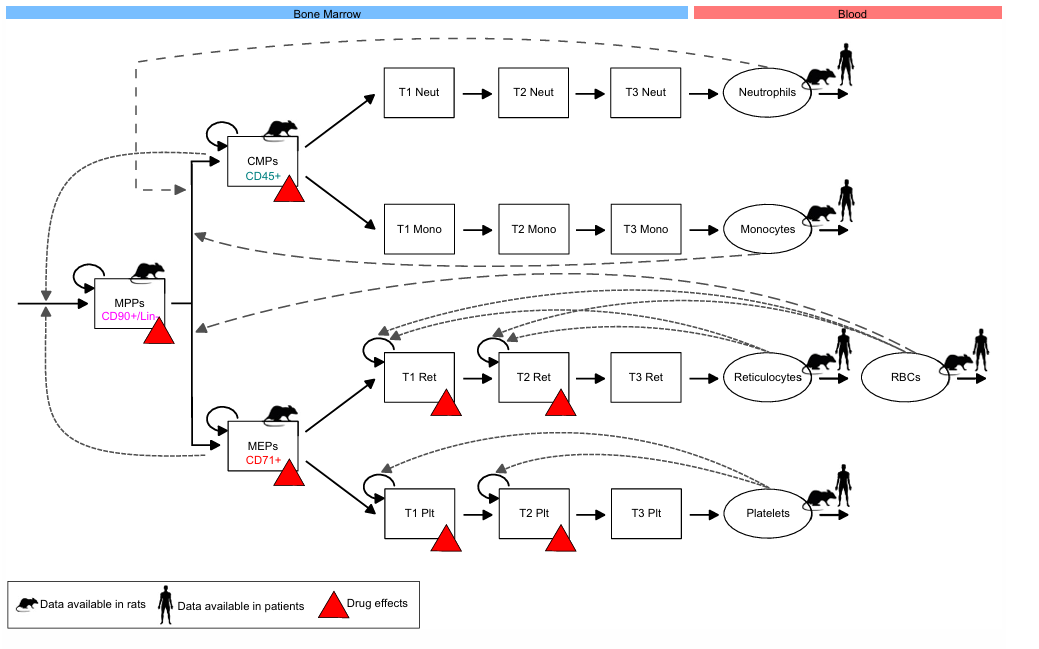 Bone Marrow
Blood
T1 Neut
T2 Neut
T3 Neut
Neutrophils
CMPs
CD45+
T1 Mono
T2 Mono
T3 Mono
Monocytes
MPPs
CD90+/Lin-
T1 Ret
T2 Ret
T3 Ret
Reticulocytes
RBCs
MEPs
CD71+
T1 Plt
T2 Plt
T3 Plt
Platelets
Data available in rats
Data available in patients
Drug effects